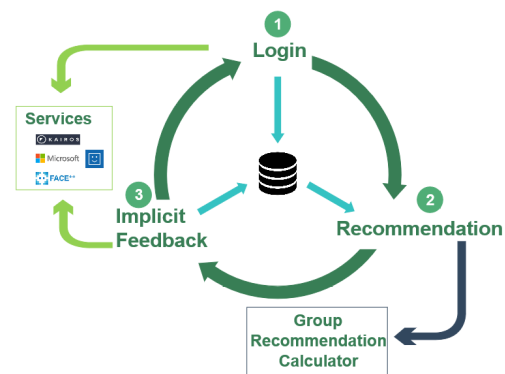 1
Login
Services
KAIROS
Microsoft
FACE++
3
Implicit
Feedback
2
Recommendation
Group
Recommendation
Calculator